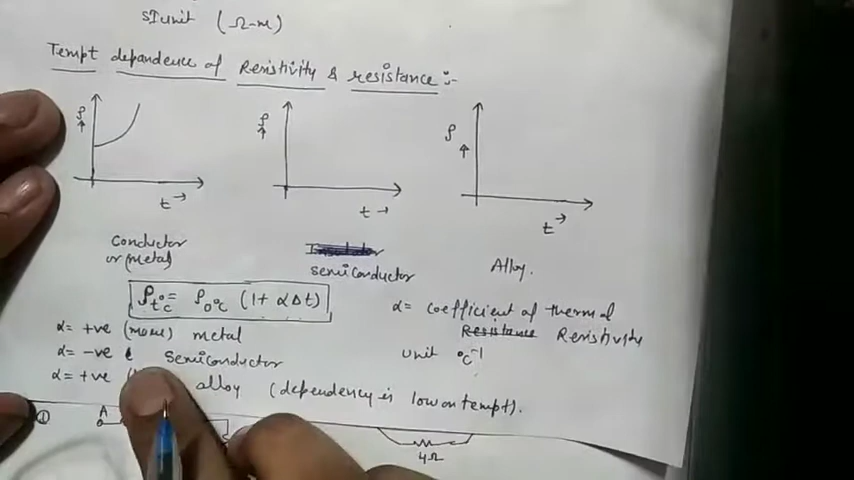 SI unit (Ω-m)
Tempt dependence of Resistivity & resistance :-
ρ ρ ρ
t t t
Conductor or metal
semiconductor
Alloy.
ρt°C = ρ0°C (1 + αΔt)
α = coefficient of thermal
Resistance Resistivity
unit °C⁻¹
α = +ve (more) metal
α = -ve semiconductor
α = +ve alloy (dependency is low on tempt).
① A
4Ω